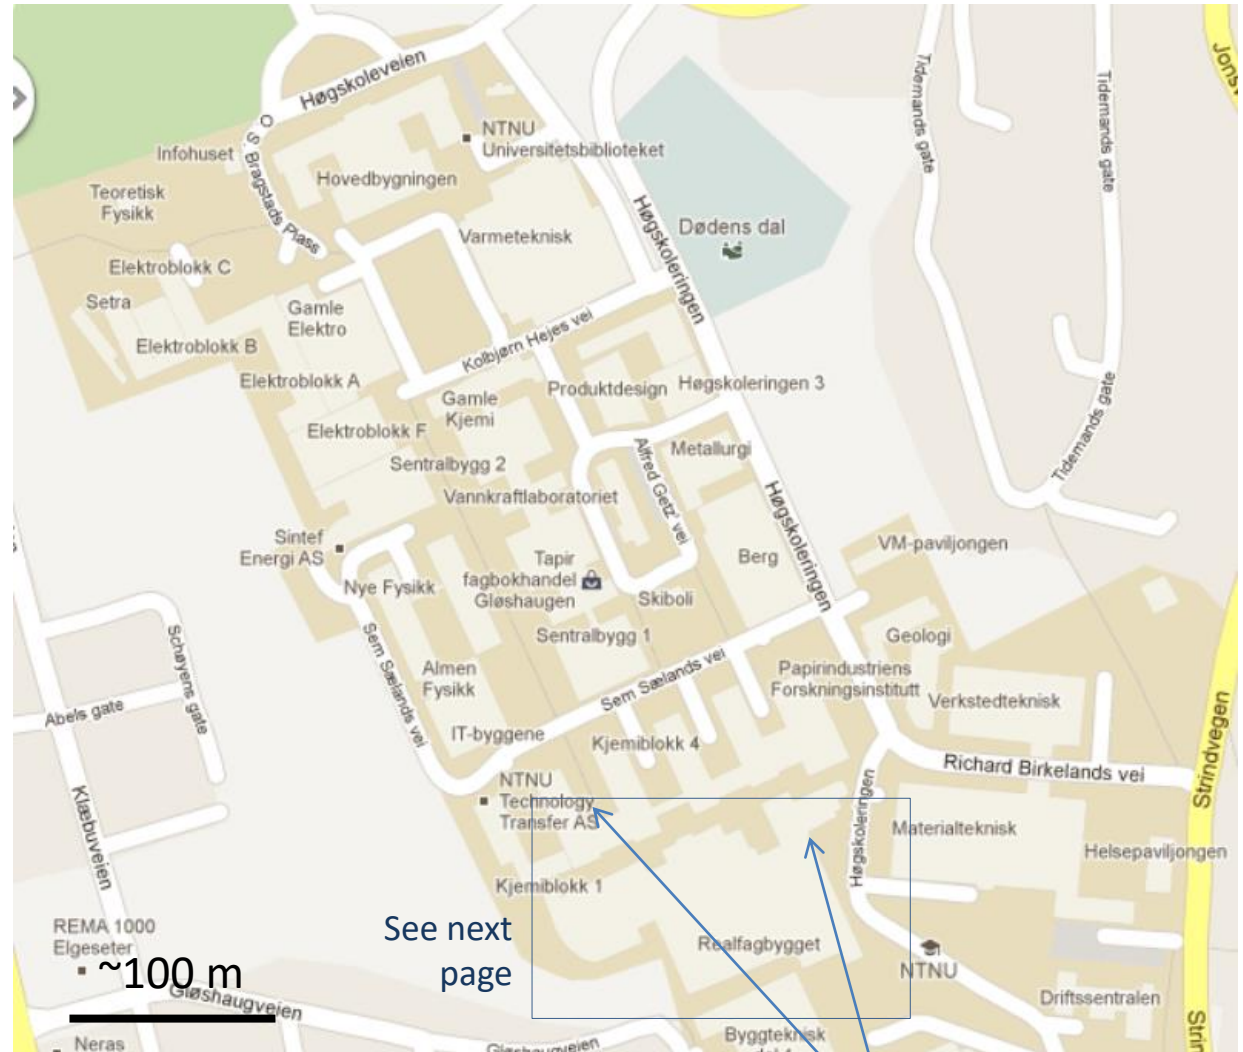 Høgskoleveien
Jons
Tidemands gate
Tidemands gate
NTNU
Universitetsbiblioteket
Infohuset
O. S. Bragstads Plass
Hovedbygningen
Teoretisk
Fysikk
Høgskoleringen
Dødens dal
Varmeteknisk
Elektroblokk C
Setra
Gamle
Elektro
Elektroblokk B
Kolbjørn Hejes vei
Elektroblokk A
Produktdesign
Høgskoleringen 3
Gamle
Kjemi
Tidemands gate
Elektroblokk F
Metallurgi
Sentralbygg 2
Alfred Getz' vei
Vannkraftlaboratoriet
Høgskoleringen
Sintef
Energi AS
VM-paviljongen
Tapir
fagbokhandel
Gløshaugen
Berg
Nye Fysikk
Skiboli
Schøyens gate
Sem Sælands vei
Sentralbygg 1
Geologi
Almen
Fysikk
Sem Sælands vei
Papirindustriens
Forskningsinstitutt
Verkstedteknisk
Abels gate
IT-byggene
Kjemiblokk 4
Strindvegen
Richard Birkelands vei
NTNU
Technology
Transfer AS
Klæbuveien
Høgskoleringen
Materialteknisk
Helsepaviljongen
Kjemiblokk 1
See next
page
REMA 1000
Elgeseter
Realfagbygget
NTNU
~100 m
Gløshaugveien
Driftssentralen
Strin
Neras
Gløshaugveien
Byggteknisk